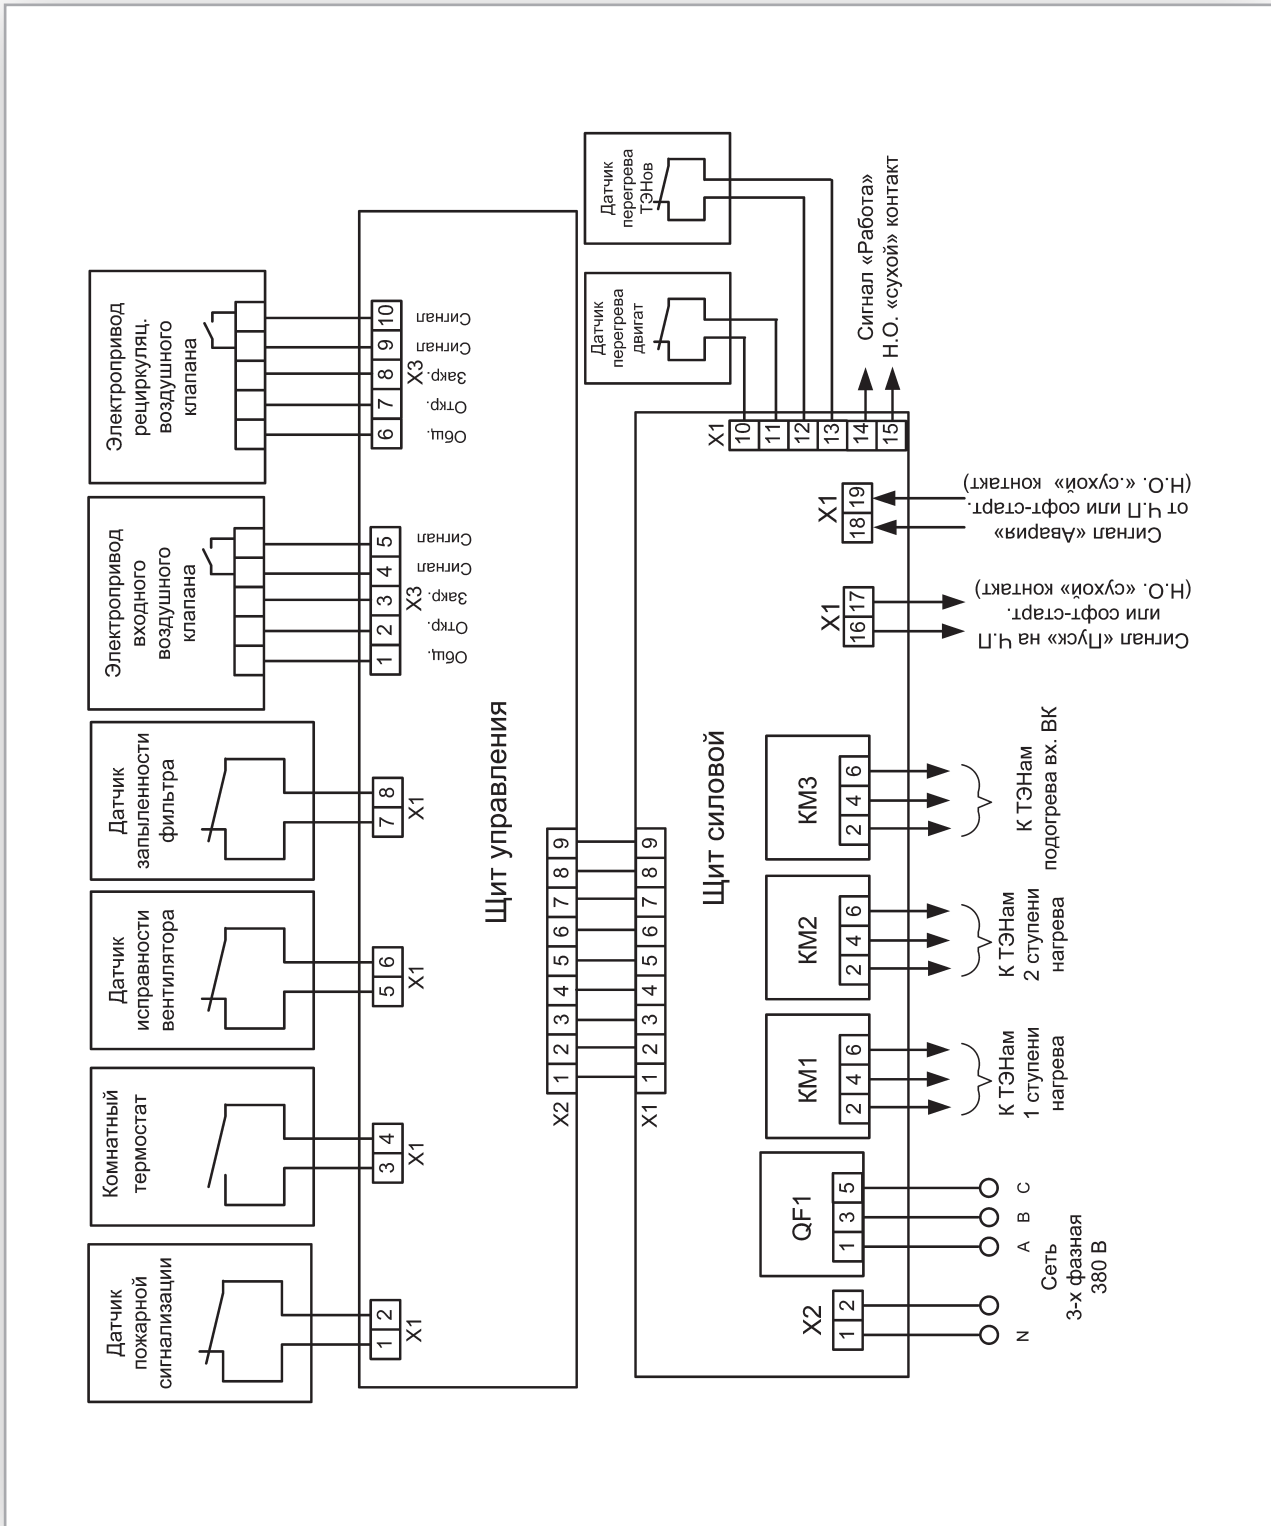 Датчик
пожарной
сигнализации
1 2
X1
Комнатный
термостат
3 4
X1
Датчик
исправности
вентилятора
5 6
X1
Датчик
запыленности
фильтра
7 8
X1
Электропривод
входного
воздушного
клапана
1 2 3 4 5
X3
Общ.
Откр.
Закр.
Сигнал
Сигнал
Электропривод
рециркуляц.
воздушного
клапана
6 7 8 9 10
X3
Общ.
Откр.
Закр.
Сигнал
Сигнал
Щит управления
X2
1 2 3 4 5 6 7 8 9
X1
1 2 3 4 5 6 7 8 9
Щит силовой
Датчик
перегрева
двигат
Датчик
перегрева
ТЭНов
X1
10
11
12
13
14
15
Сигнал «Работа»
Н.О. «сухой» контакт
X2
1 2
N
QF1
1 3 5
A B C
Сеть
3-х фазная
380 В
КМ1
2 4 6
К ТЭНам
1 ступени
нагрева
КМ2
2 4 6
К ТЭНам
2 ступени
нагрева
КМ3
2 4 6
К ТЭНам
подогрева вх. ВК
X1
16 17
Сигнал «Пуск» на Ч.П
или софт-старт.
(Н.О. «сухой» контакт)
X1
18 19
Сигнал «Авария»
от Ч.П или софт-старт.
(Н.О. «.сухой» контакт)